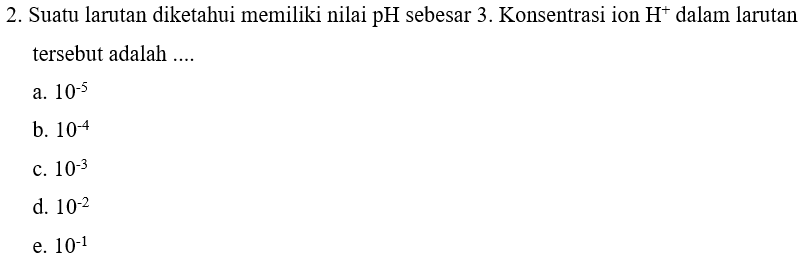 2. Suatu larutan diketahui memiliki nilai pH sebesar 3. Konsentrasi ion H⁺ dalam larutan
tersebut adalah ....
a. 10⁻⁵
b. 10⁻⁴
c. 10⁻³
d. 10⁻²
e. 10⁻¹